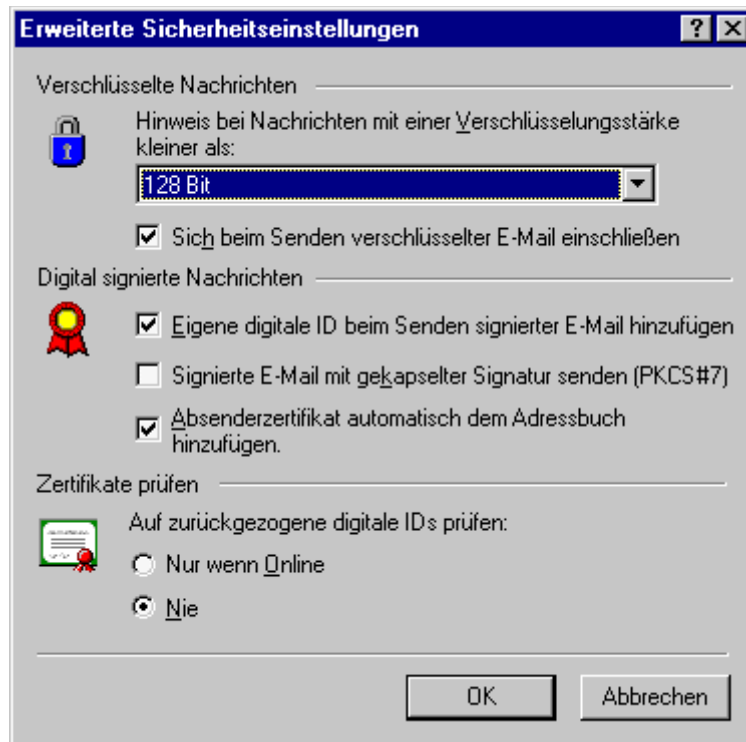 Erweiterte Sicherheitseinstellungen
Verschlüsselte Nachrichten
Hinweis bei Nachrichten mit einer Verschlüsselungsstärke
kleiner als:
128 Bit
Sich beim Senden verschlüsselter E-Mail einschließen
Digital signierte Nachrichten
Eigene digitale ID beim Senden signierter E-Mail hinzufügen
Signierte E-Mail mit gekapselter Signatur senden (PKCS#7)
Absenderzertifikat automatisch dem Adressbuch
hinzufügen.
Zertifikate prüfen
Auf zurückgezogene digitale IDs prüfen:
Nur wenn Online
Nie
OK Abbrechen